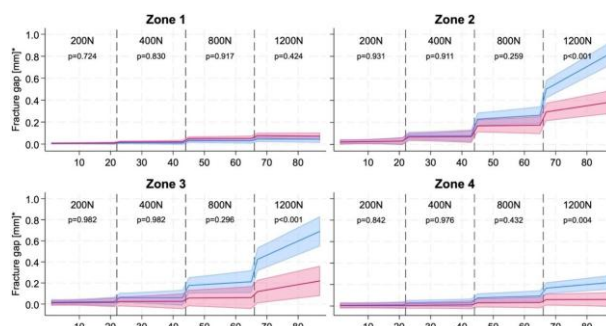 Zone 1
Zone 2
Fracture gap [mm]*
1.0
0.8
0.6
0.4
0.2
0.0
200N
400N
800N
1200N
p=0.724
p=0.830
p=0.917
p=0.424
200N
400N
800N
1200N
p=0.931
p=0.911
p=0.259
p<0.001
10 20 30 40 50 60 70 80
10 20 30 40 50 60 70 80
Zone 3
Zone 4
Fracture gap [mm]*
1.0
0.8
0.6
0.4
0.2
0.0
200N
400N
800N
1200N
p=0.982
p=0.982
p=0.296
p<0.001
200N
400N
800N
1200N
p=0.842
p=0.976
p=0.432
p=0.004
10 20 30 40 50 60 70 80
10 20 30 40 50 60 70 80